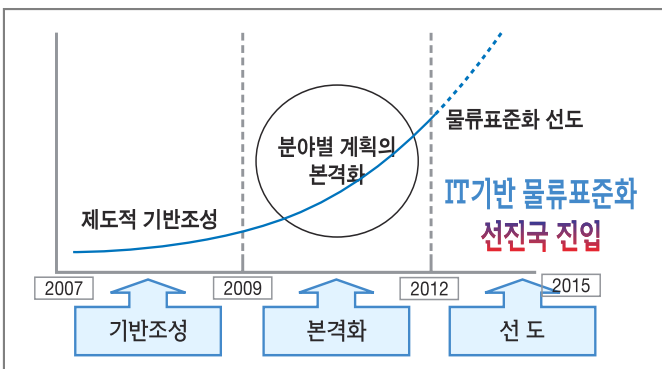 분야별 계획의
본격화
물류표준화 선도
제도적 기반조성
IT기반 물류표준화
선진국 진입
2007
2009
2012
2015
기반조성
본격화
선 도